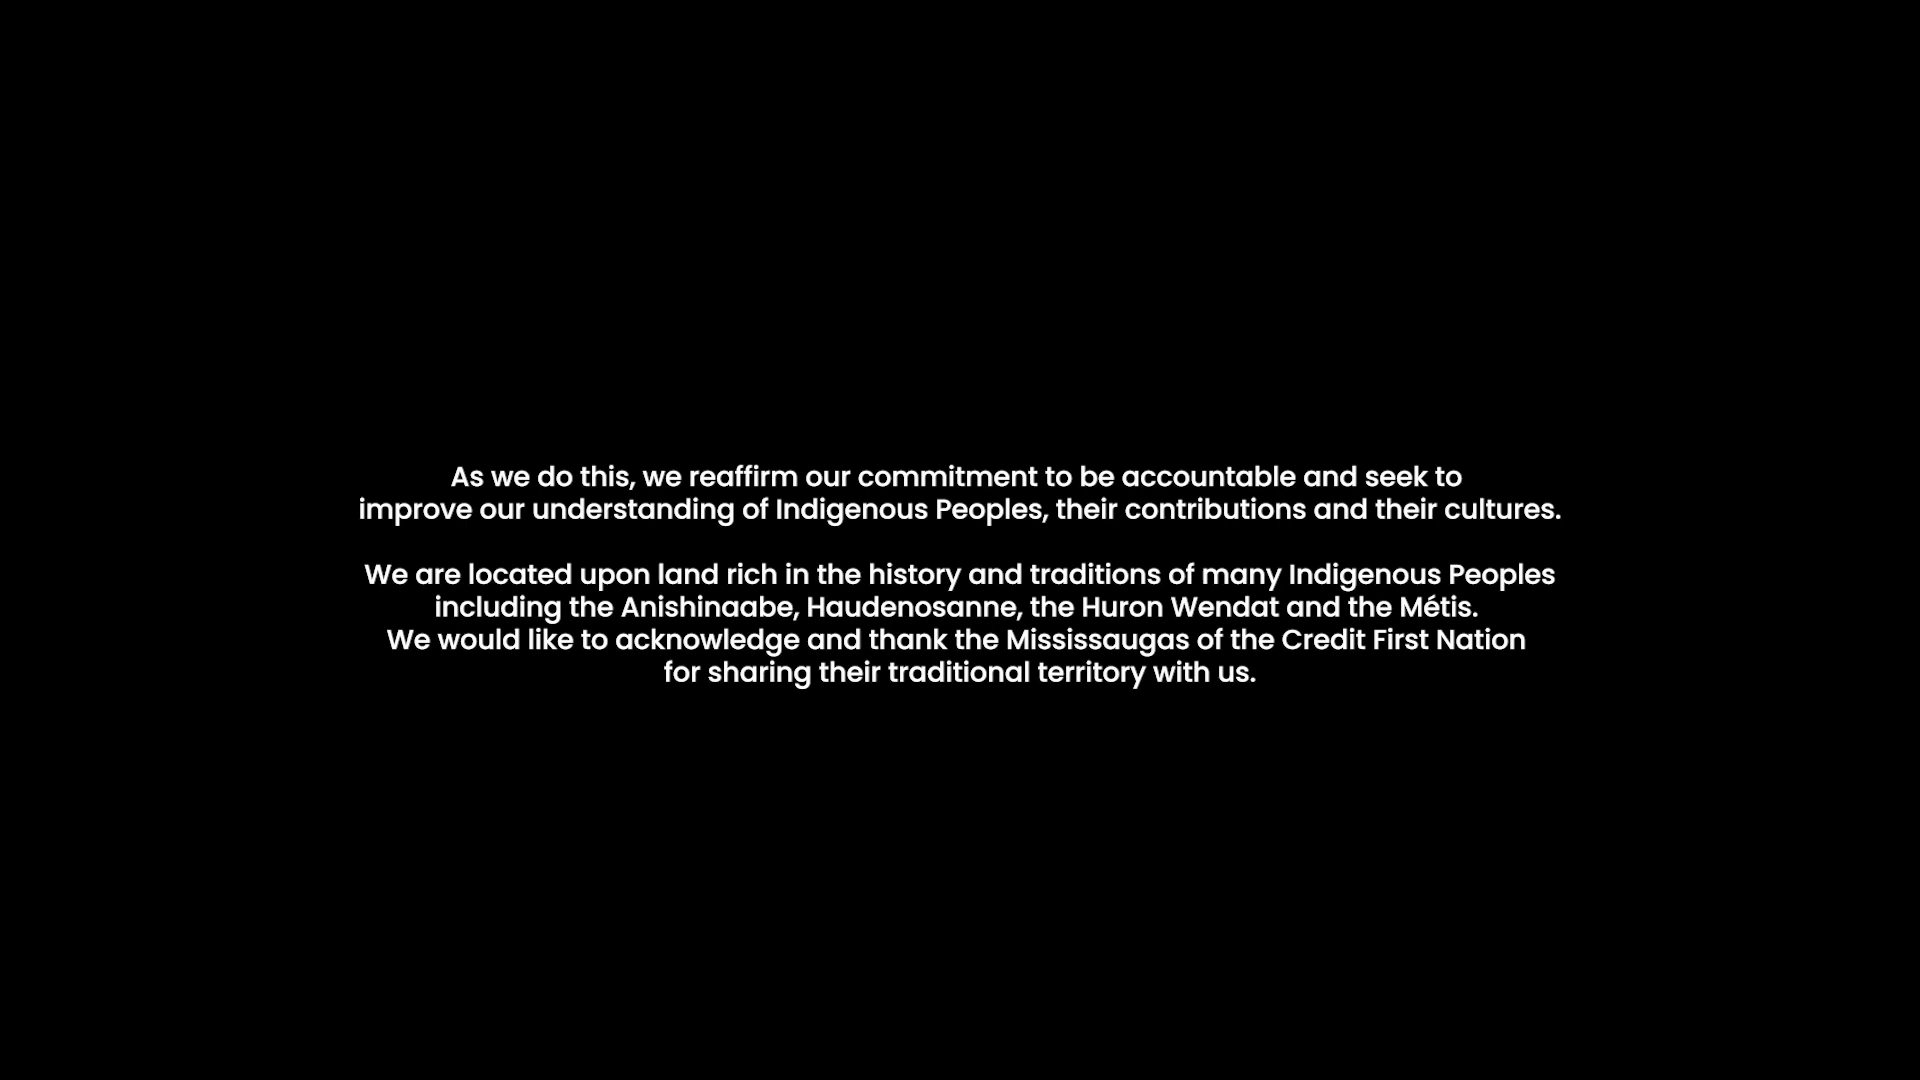 As we do this, we reaffirm our commitment to be accountable and seek to
improve our understanding of Indigenous Peoples, their contributions and their cultures.
We are located upon land rich in the history and traditions of many Indigenous Peoples
including the Anishinaabe, Haudenosanne, the Huron Wendat and the Métis.
We would like to acknowledge and thank the Mississaugas of the Credit First Nation
for sharing their traditional territory with us.